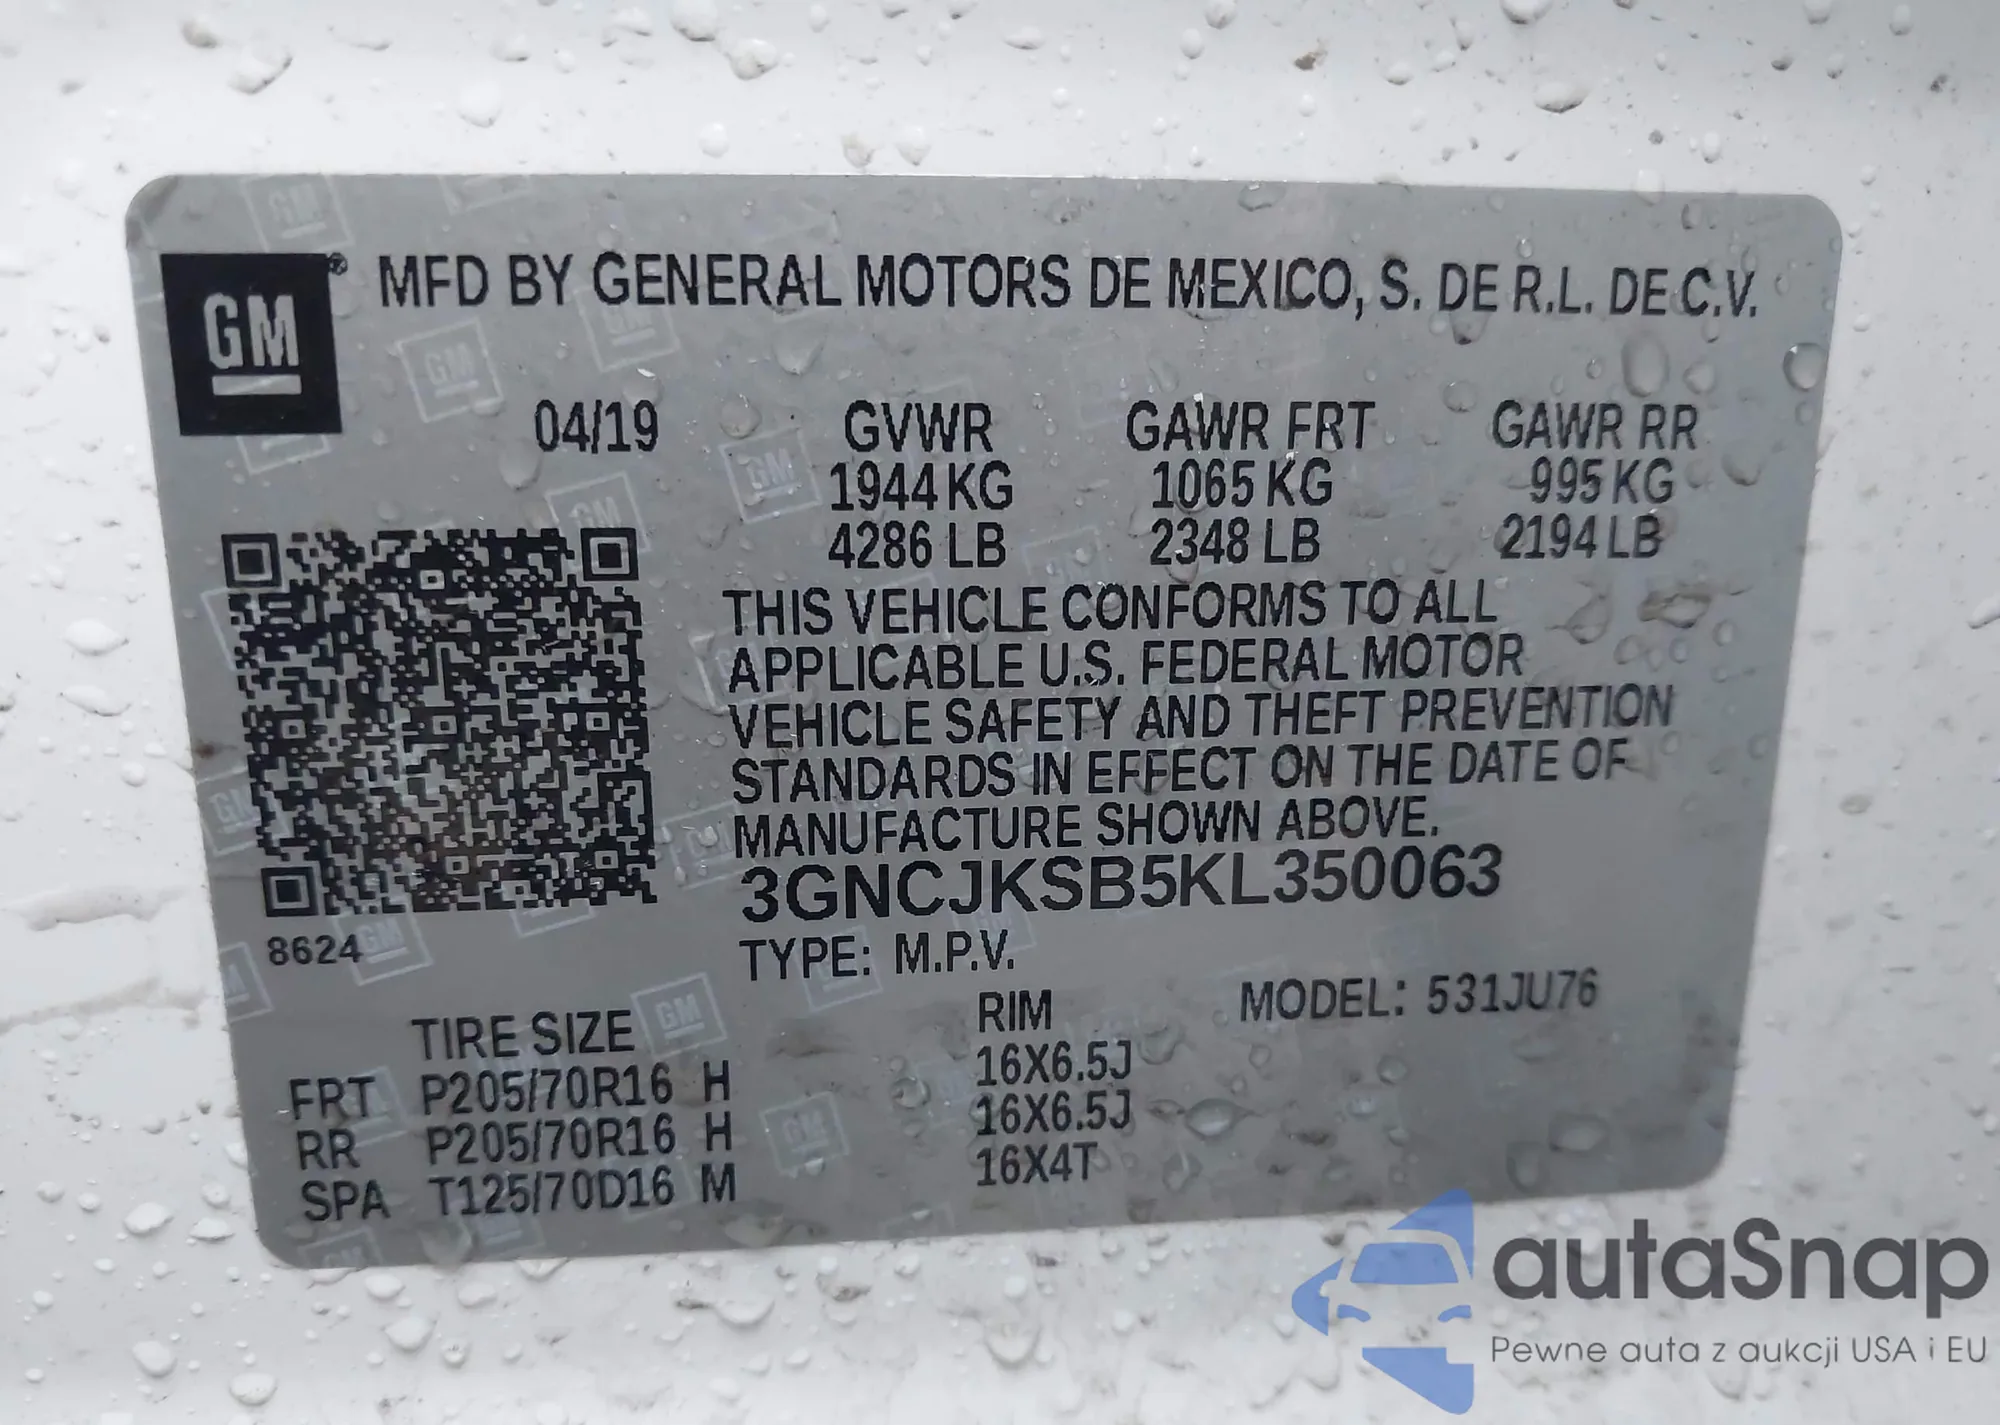 GM
MFD BY GENERAL MOTORS DE MEXICO, S. DE R.L. DE C.V.
04/19 GVWR GAWR FRT GAWR RR
1944 KG 1065 KG 995 KG
4286 LB 2348 LB 2194 LB
THIS VEHICLE CONFORMS TO ALL
APPLICABLE U.S. FEDERAL MOTOR
VEHICLE SAFETY AND THEFT PREVENTION
STANDARDS IN EFFECT ON THE DATE OF
MANUFACTURE SHOWN ABOVE.
3GNCJKSB5KL350063
8624
TYPE: M.P.V.
MODEL: 531JU76
TIRE SIZE RIM
FRT P205/70R16 H 16X6.5J
RR P205/70R16 H 16X6.5J
SPA T125/70D16 M 16X4T
autaSnap
Pewne auta z aukcji USA i EU